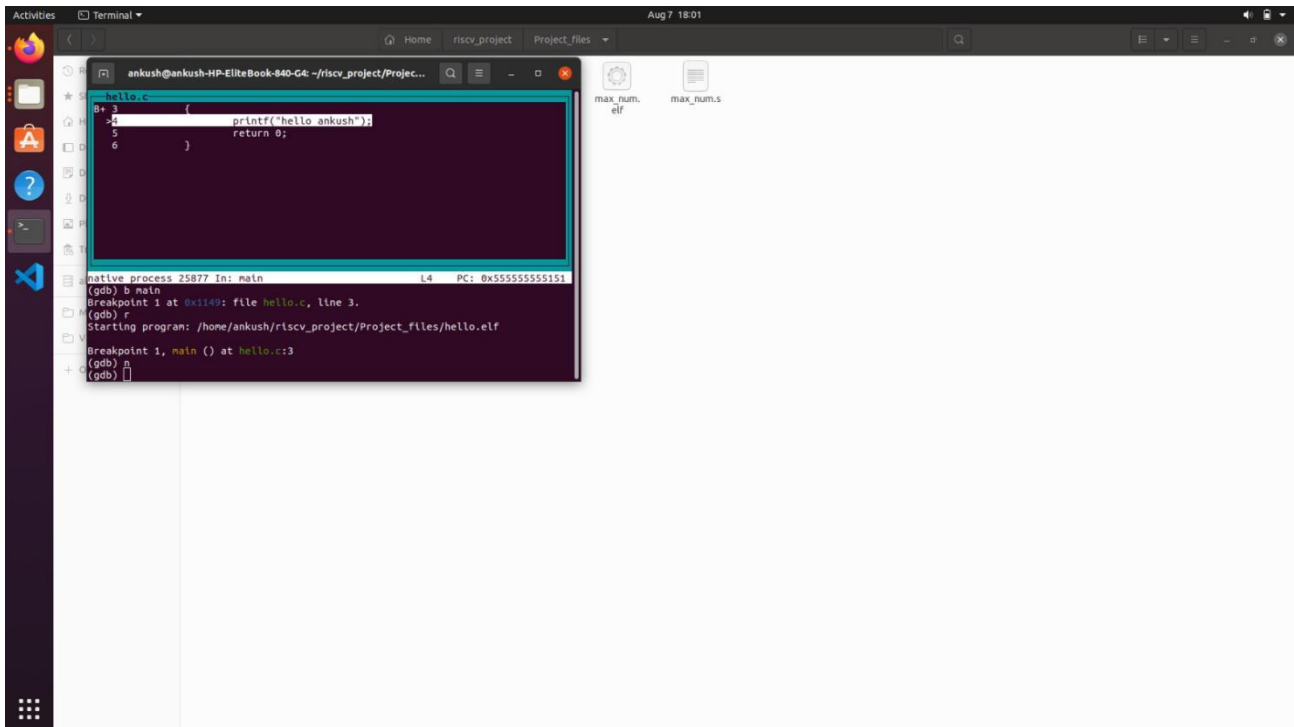 Activities Terminal Aug 7 18:01
Home riscv_project Project_files
ankush@ankush-HP-EliteBook-840-G4: ~/riscv_project/Projec...
max_num.elf
max_num.s
hello.c
B+ 3 {
>4 printf("hello ankush");
5 return 0;
6 }
native process 25877 In: main L4 PC: 0x555555555151
(gdb) b main
Breakpoint 1 at 0x1149: file hello.c, line 3.
(gdb) r
Starting program: /home/ankush/riscv_project/Project_files/hello.elf
Breakpoint 1, main () at hello.c:3
(gdb) n
(gdb)